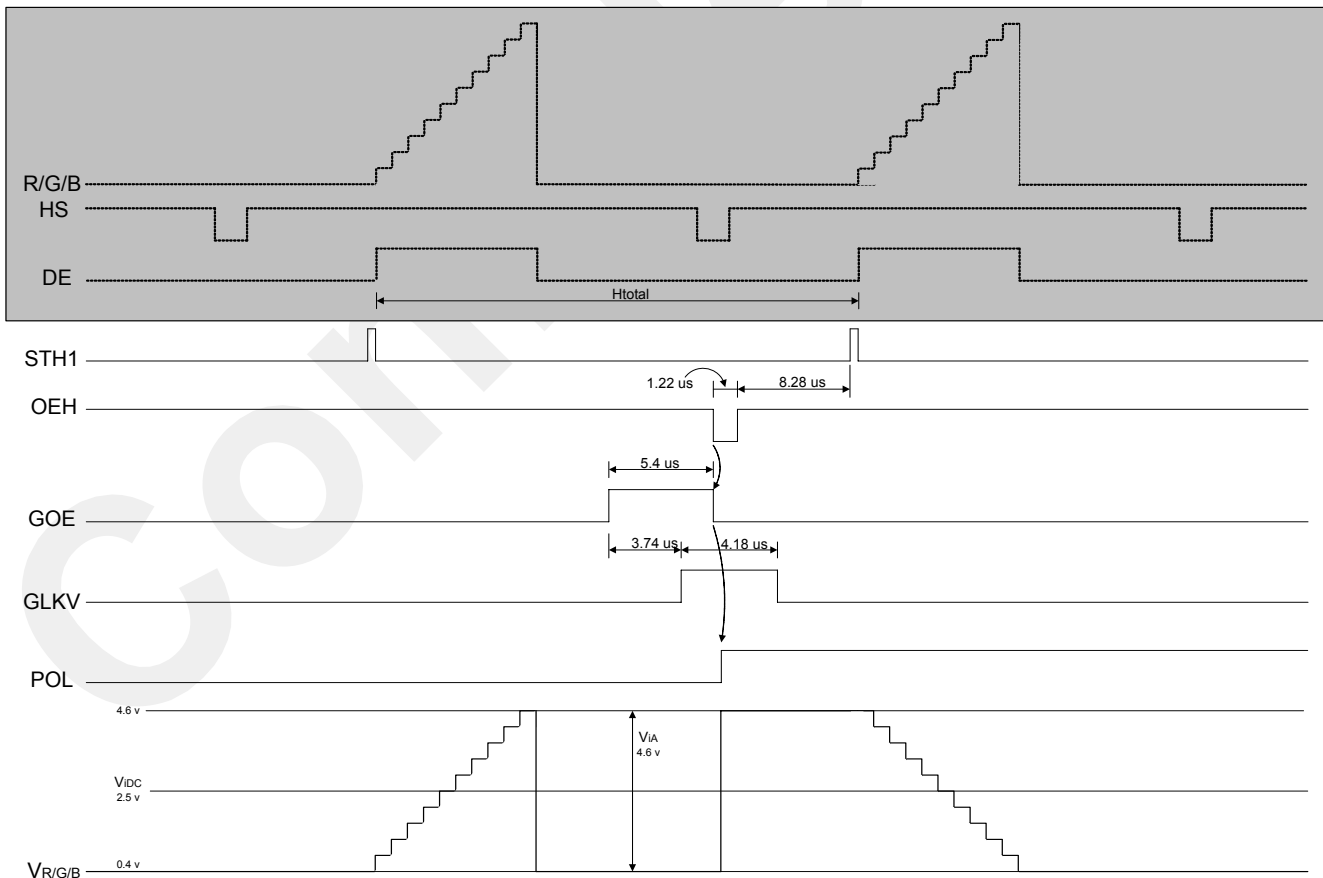 R/G/B
HS
DE
Htotal
STH1
1.22 us
8.28 us
OEH
5.4 us
GOE
3.74 us
4.18 us
GLKV
POL
4.6 v
ViA
4.6 v
ViDC
2.5 v
0.4 v
VR/G/B